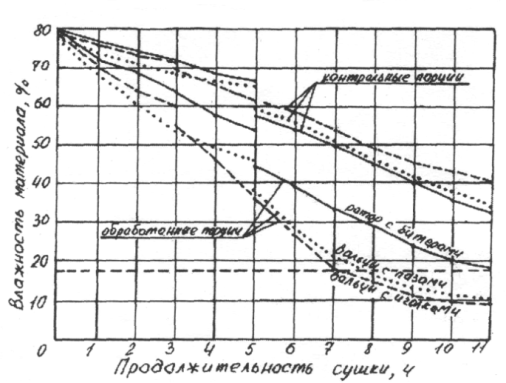 80
70
60
50
40
30
20
10
0
Влажность материала, %
контрольные порции
обработанные порции
ротор с битерами
вальцы с пазами
вальцы с иголками
1 2 3 4 5 6 7 8 9 10 11
Продолжительность сушки, ч